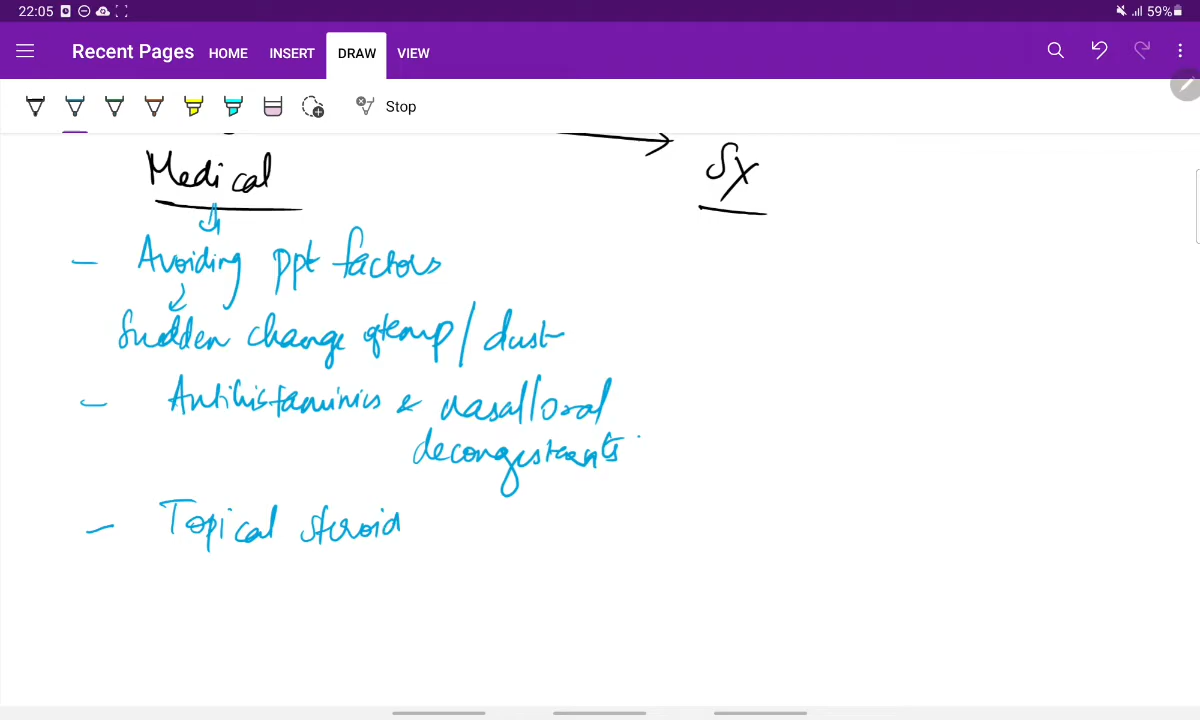 22:05 59%
Recent Pages HOME INSERT DRAW VIEW
Stop
Medical
Sx
- Avoiding ppt factors
Sudden change of temp / dust
- Antihistaminics & nasal/oral
decongestants
- Topical steroid